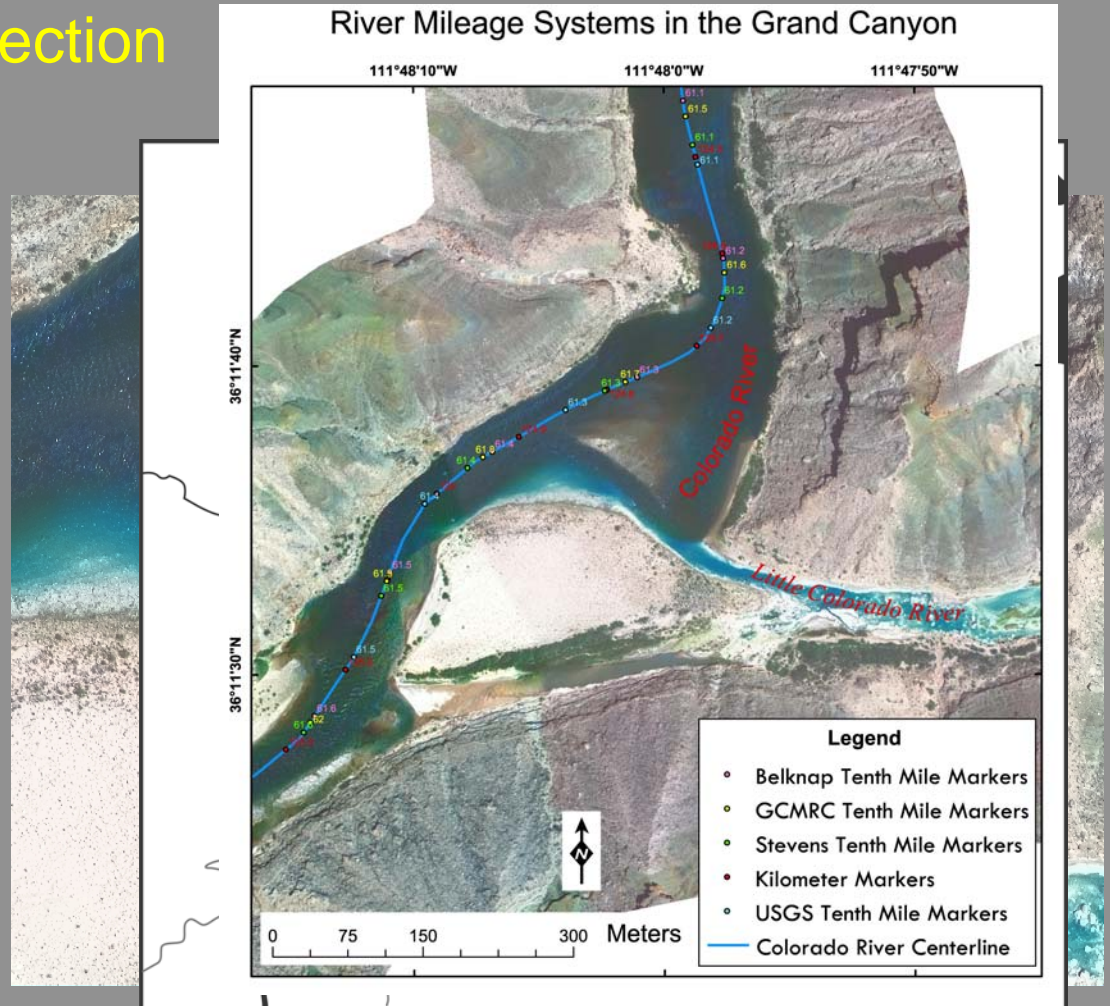 ection
River Mileage Systems in the Grand Canyon
111°48'10"W 111°48'0"W 111°47'50"W
61.1
61.5
61.1
61.1
61.2
61.6
61.2
61.2
36°11'40"N
61.7 61.3
61.3
61.3
Colorado River
61.4
61.4
61.4
61.5
61.5
Little Colorado River
61.5
36°11'30"N
61.6
62
Legend
Belknap Tenth Mile Markers
GCMRC Tenth Mile Markers
Stevens Tenth Mile Markers
Kilometer Markers
USGS Tenth Mile Markers
Colorado River Centerline
N
0 75 150 300 Meters